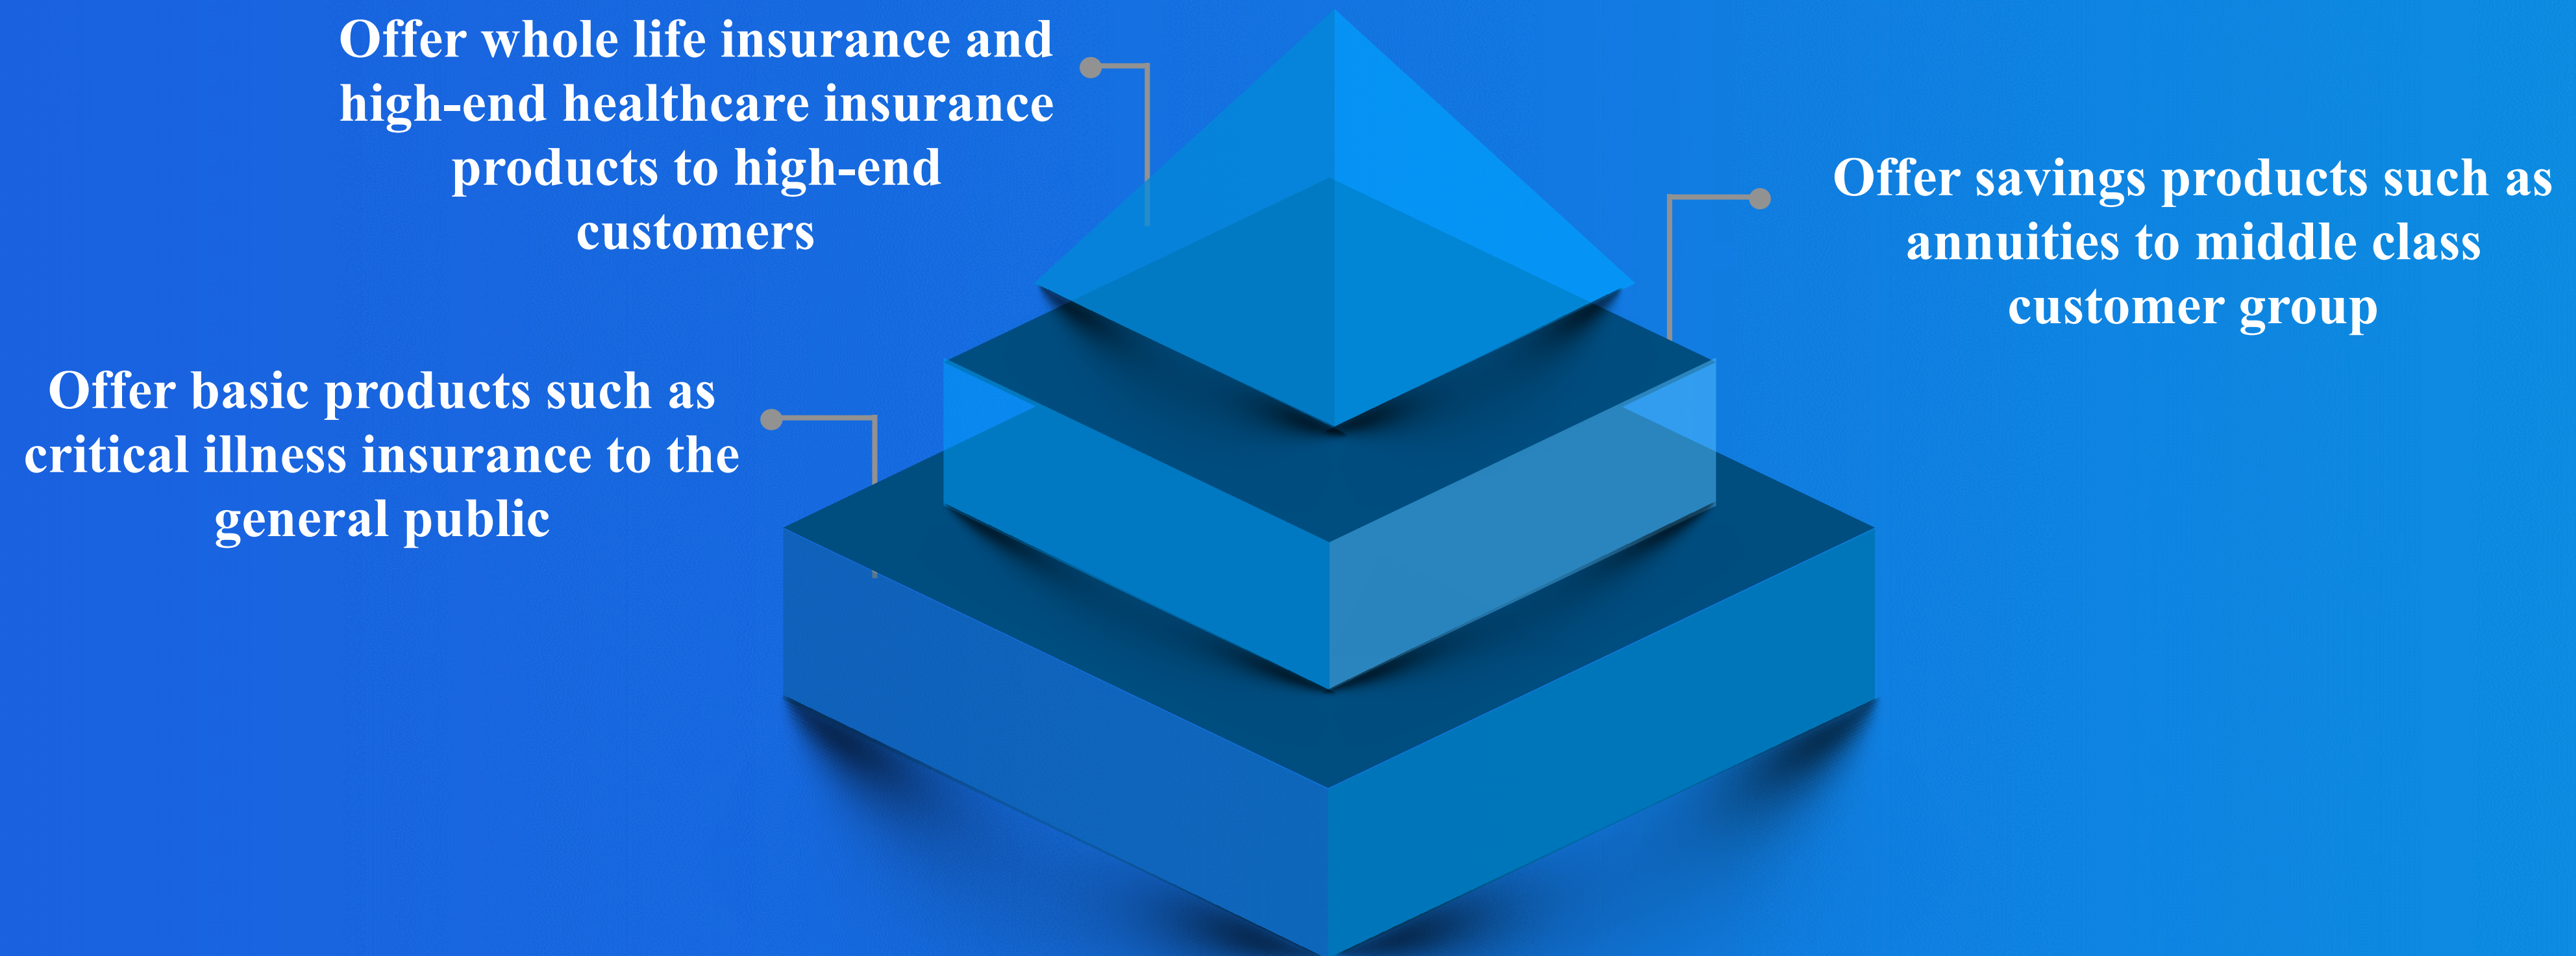 Offer whole life insurance and
high-end healthcare insurance
products to high-end
customers
Offer savings products such as
annuities to middle class
customer group
Offer basic products such as
critical illness insurance to the
general public